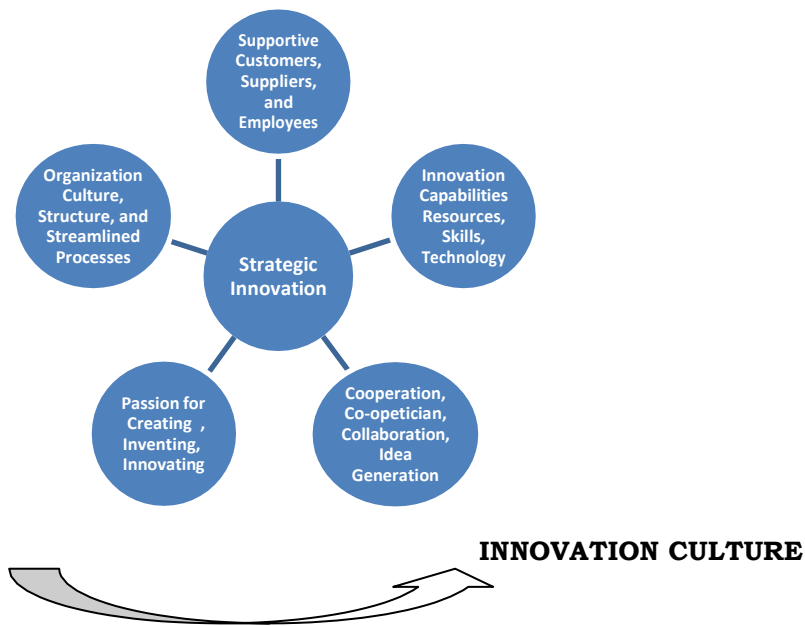 Supportive
Customers,
Suppliers,
and
Employees
Organization
Culture,
Structure, and
Streamlined
Processes
Innovation
Capabilities
Resources,
Skills,
Technology
Strategic
Innovation
Passion for
Creating ,
Inventing,
Innovating
Cooperation,
Co-opetician,
Collaboration,
Idea
Generation
INNOVATION CULTURE